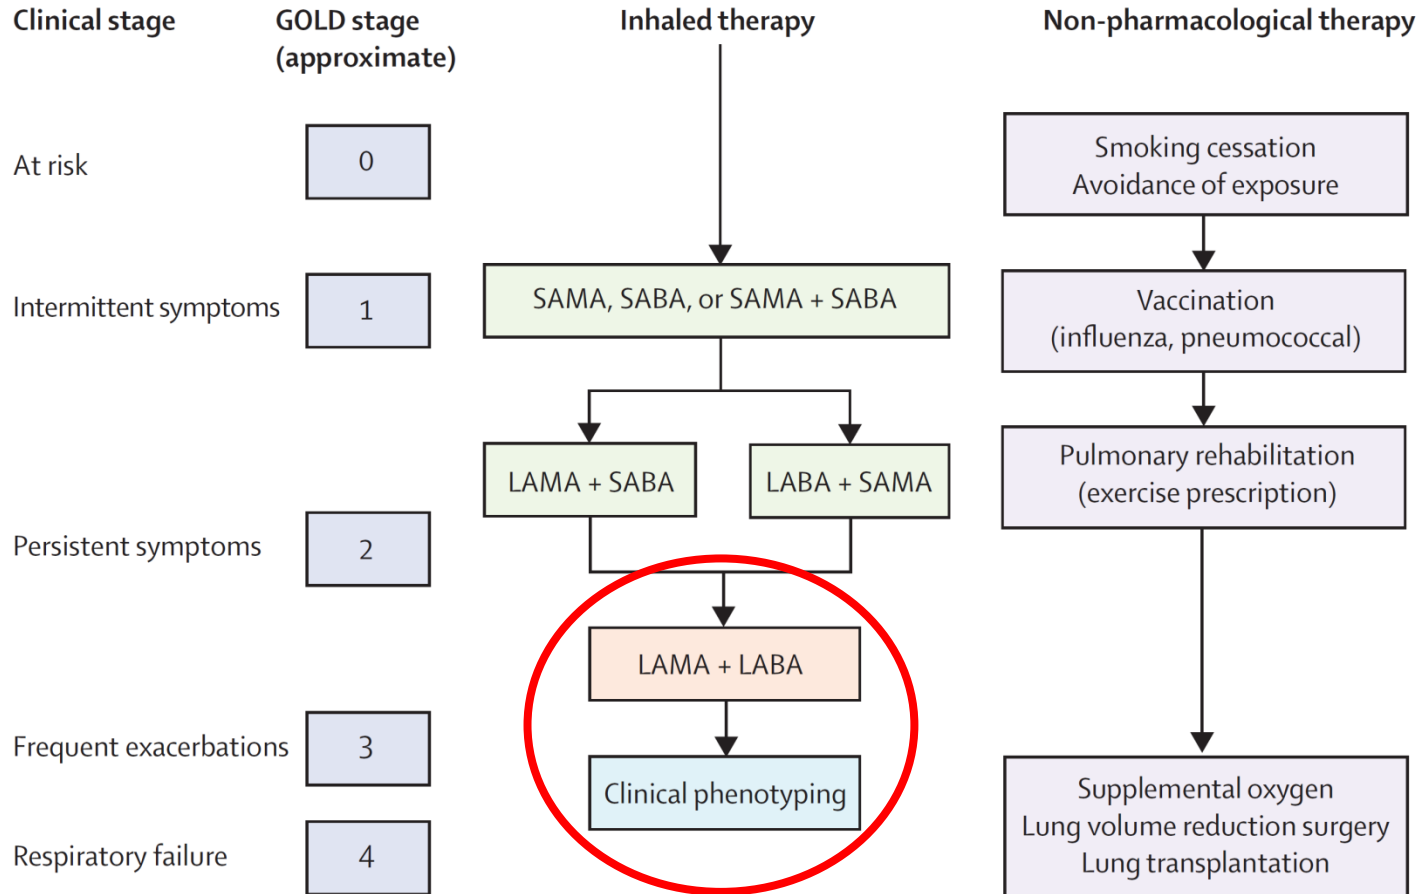 Clinical stage
GOLD stage
(approximate)
Inhaled therapy
Non-pharmacological therapy
At risk
0
Smoking cessation
Avoidance of exposure
Intermittent symptoms
1
SAMA, SABA, or SAMA + SABA
Vaccination
(influenza, pneumococcal)
LAMA + SABA
LABA + SAMA
Pulmonary rehabilitation
(exercise prescription)
Persistent symptoms
2
LAMA + LABA
Frequent exacerbations
3
Clinical phenotyping
Supplemental oxygen
Lung volume reduction surgery
Lung transplantation
Respiratory failure
4